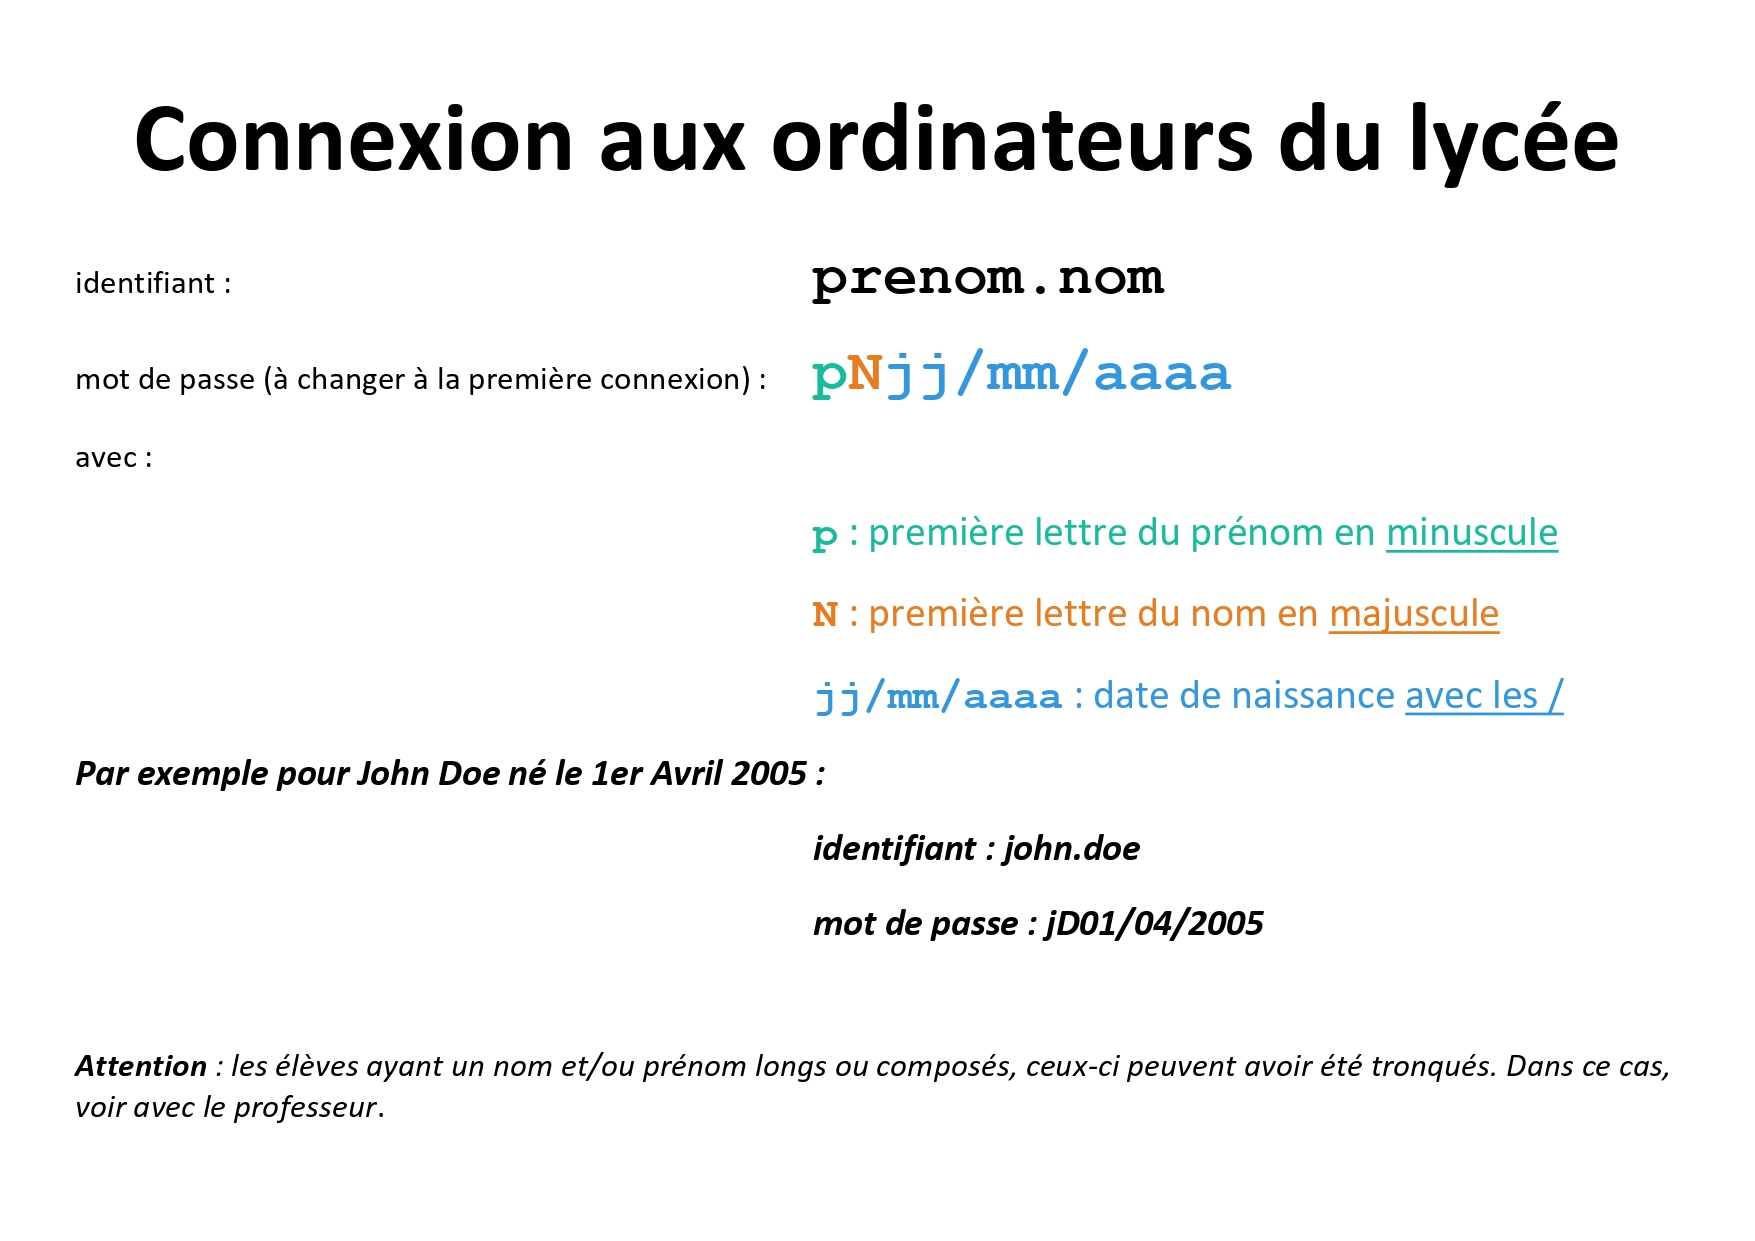 Connexion aux ordinateurs du lycée
identifiant : prenom.nom
mot de passe (à changer à la première connexion) : pNjj/mm/aaaa
avec :
p : première lettre du prénom en minuscule
N : première lettre du nom en majuscule
jj/mm/aaaa : date de naissance avec les /
Par exemple pour John Doe né le 1er Avril 2005 :
identifiant : john.doe
mot de passe : jD01/04/2005
Attention : les élèves ayant un nom et/ou prénom longs ou composés, ceux-ci peuvent avoir été tronqués. Dans ce cas,
voir avec le professeur.